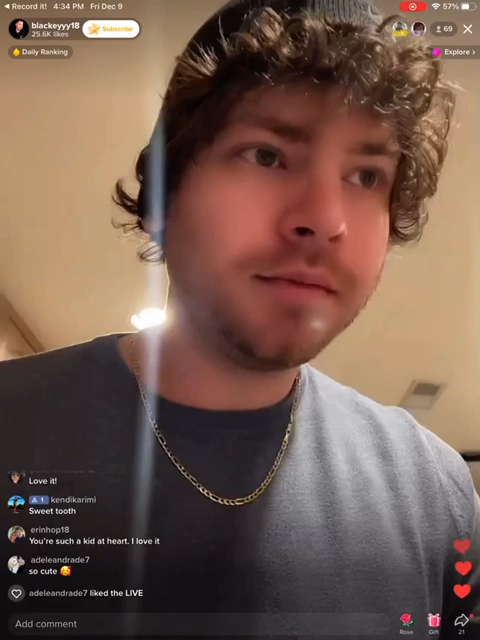 Record it! 4:34 PM Fri Dec 9 57%
blackeyyy18
25.6K likes
Subscribe
69
Daily Ranking
Explore
Love it!
1 kendikarimi
Sweet tooth
erinhop18
You're such a kid at heart. I love it
adeleandrade7
so cute
adeleandrade7 liked the LIVE
Add comment
Rose
Gift
21